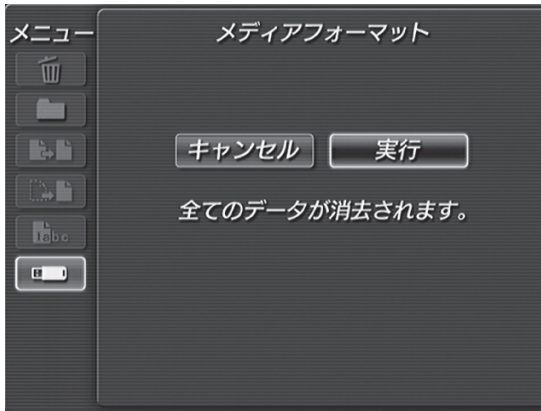 メニュー
メディアフォーマット
キャンセル
実行
全てのデータが消去されます。